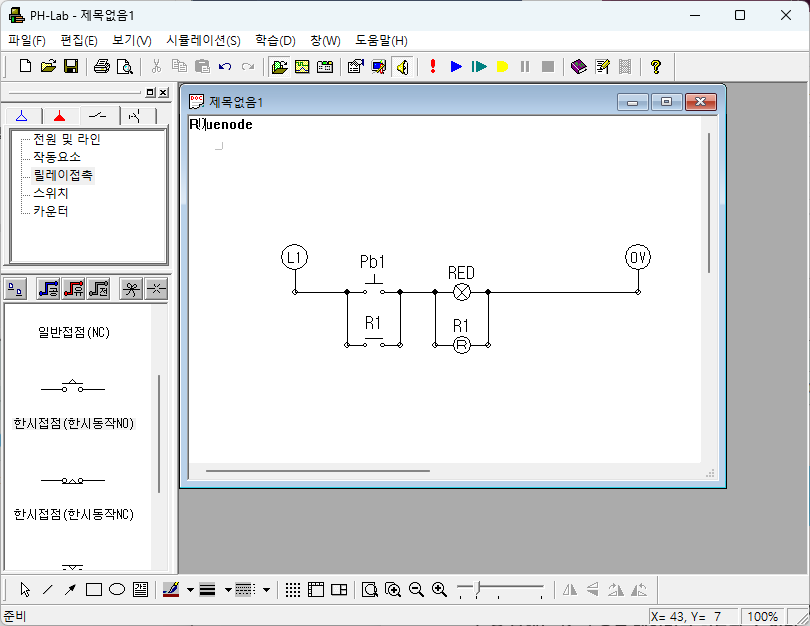 PH-Lab - 제목없음1
파일(F) 편집(E) 보기(V) 시뮬레이션(S) 학습(D) 창(W) 도움말(H)
제목없음1
전원 및 라인
작동요소
릴레이접촉
스위치
카운터
일반접점(NC)
한시접점(한시동작NO)
한시접점(한시동작NC)
L1
Pb1
RED
0V
R1
R1
R
준비
X= 43, Y= 7
100%